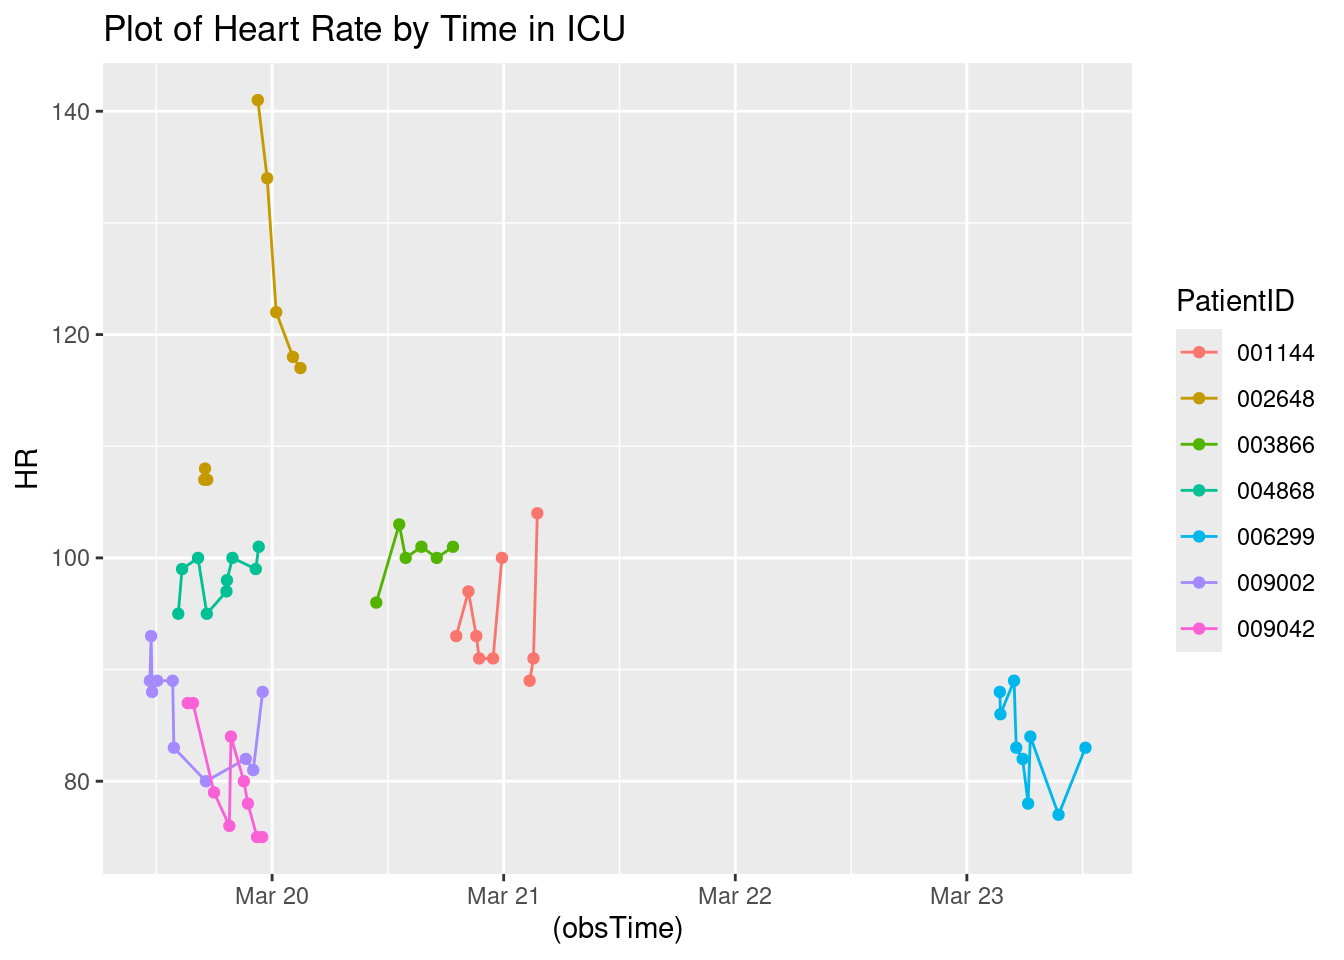 Plot of Heart Rate by Time in ICU
140
120
100
80
HR
Mar 20
Mar 21
Mar 22
Mar 23
(obsTime)
PatientID
001144
002648
003866
004868
006299
009002
009042